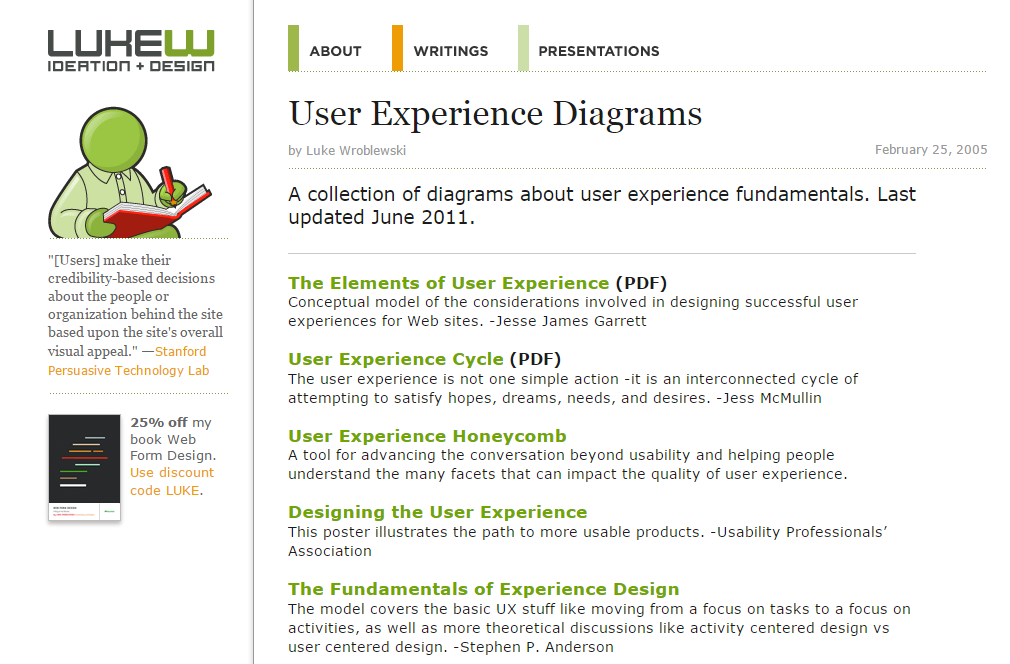 LUKEW
IDEATION + DESIGN
"[Users] make their
credibility-based decisions
about the people or
organization behind the site
based upon the site's overall
visual appeal." —Stanford
Persuasive Technology Lab
25% off my
book Web
Form Design.
Use discount
code LUKE.
ABOUT
WRITINGS
PRESENTATIONS
User Experience Diagrams
by Luke Wroblewski
February 25, 2005
A collection of diagrams about user experience fundamentals. Last
updated June 2011.
The Elements of User Experience (PDF)
Conceptual model of the considerations involved in designing successful user
experiences for Web sites. -Jesse James Garrett
User Experience Cycle (PDF)
The user experience is not one simple action -it is an interconnected cycle of
attempting to satisfy hopes, dreams, needs, and desires. -Jess McMullin
User Experience Honeycomb
A tool for advancing the conversation beyond usability and helping people
understand the many facets that can impact the quality of user experience.
Designing the User Experience
This poster illustrates the path to more usable products. -Usability Professionals’
Association
The Fundamentals of Experience Design
The model covers the basic UX stuff like moving from a focus on tasks to a focus on
activities, as well as more theoretical discussions like activity centered design vs
user centered design. -Stephen P. Anderson